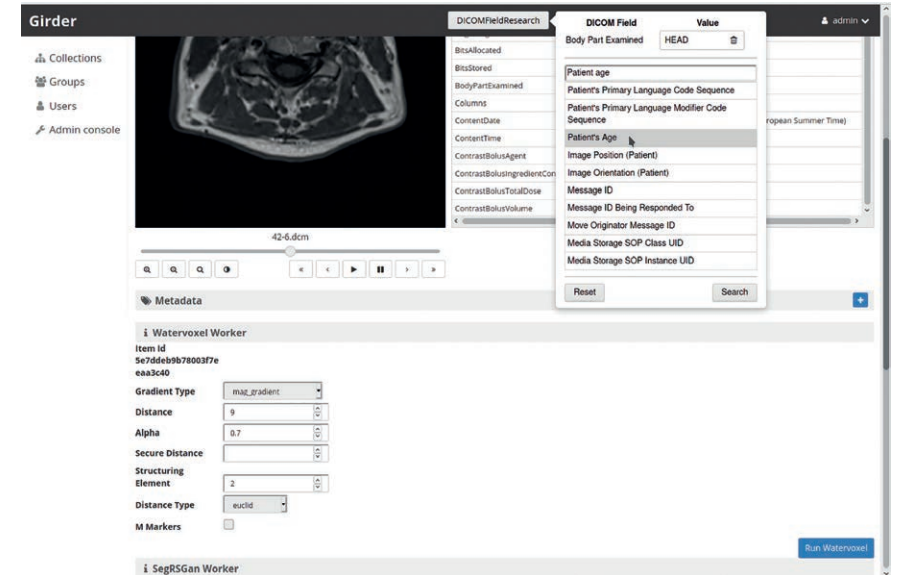 Girder
DICOMFieldResearch
admin
Collections
Groups
Users
Admin console
BitsAllocated
BitsStored
BodyPartExamined
Columns
ContentDate
ContentTime
ContrastBolusAgent
ContrastBolusIngredientCon
ContrastBolusTotalDose
ContrastBolusVolume
ropean Summer Time)
DICOM Field Value
Body Part Examined HEAD
Patient age
Patient's Primary Language Code Sequence
Patient's Primary Language Modifier Code
Sequence
Patient's Age
Image Position (Patient)
Image Orientation (Patient)
Message ID
Message ID Being Responded To
Move Originator Message ID
Media Storage SOP Class UID
Media Storage SOP Instance UID
Reset Search
42-6.dcm
Metadata
Watervoxel Worker
Item Id
5e7ddeb9b78003f7e
eaa3c40
Gradient Type mag_gradient
Distance 9
Alpha 0.7
Secure Distance
Structuring
Element 2
Distance Type euclid
M Markers
Run Watervoxel
SegRSGan Worker